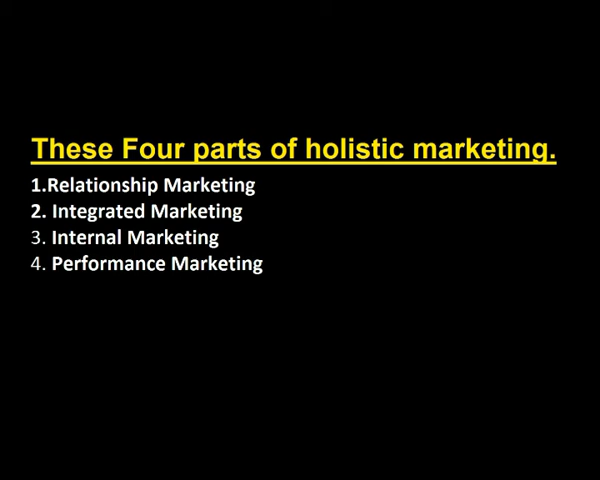 These Four parts of holistic marketing.
1.Relationship Marketing
2. Integrated Marketing
3. Internal Marketing
4. Performance Marketing